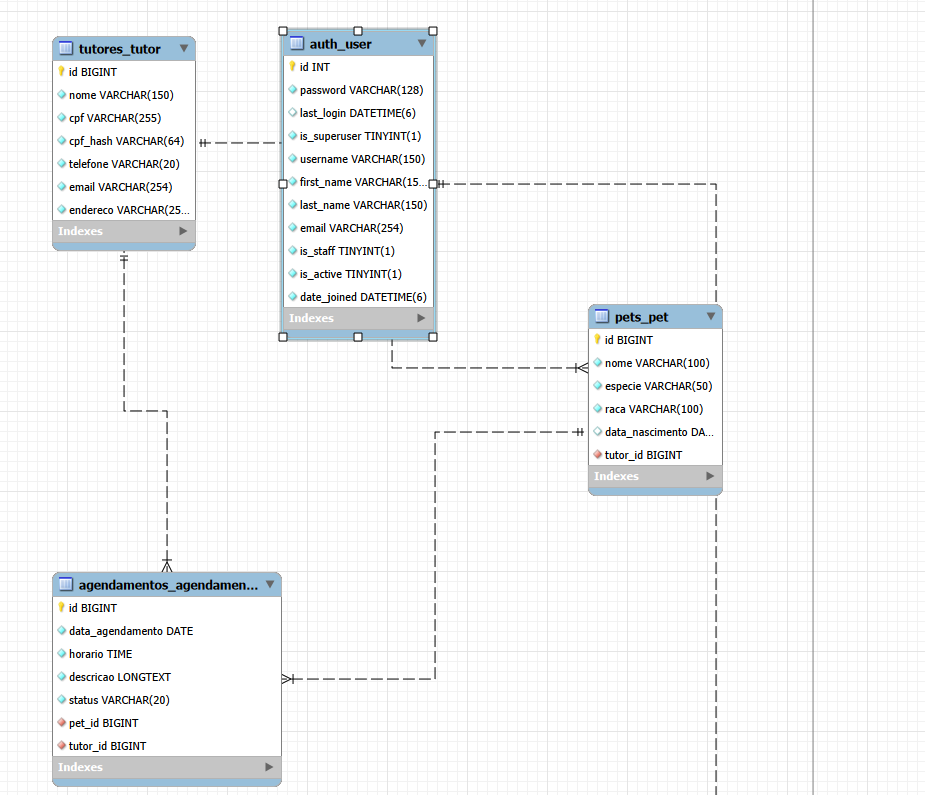 tutores_tutor
id BIGINT
nome VARCHAR(150)
cpf VARCHAR(255)
cpf_hash VARCHAR(64)
telefone VARCHAR(20)
email VARCHAR(254)
endereco VARCHAR(25...
Indexes
auth_user
id INT
password VARCHAR(128)
last_login DATETIME(6)
is_superuser TINYINT(1)
username VARCHAR(150)
first_name VARCHAR(15...
last_name VARCHAR(150)
email VARCHAR(254)
is_staff TINYINT(1)
is_active TINYINT(1)
date_joined DATETIME(6)
Indexes
pets_pet
id BIGINT
nome VARCHAR(100)
especie VARCHAR(50)
raca VARCHAR(100)
data_nascimento DA...
tutor_id BIGINT
Indexes
agendamentos_agendamen...
id BIGINT
data_agendamento DATE
horario TIME
descricao LONGTEXT
status VARCHAR(20)
pet_id BIGINT
tutor_id BIGINT
Indexes